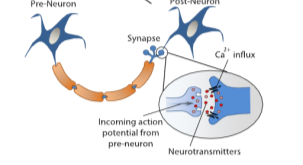 Pre-Neuron
Post-Neuron
Synapse
Ca2+ influx
Incoming action
potential from
pre-neuron
Neurotransmitters